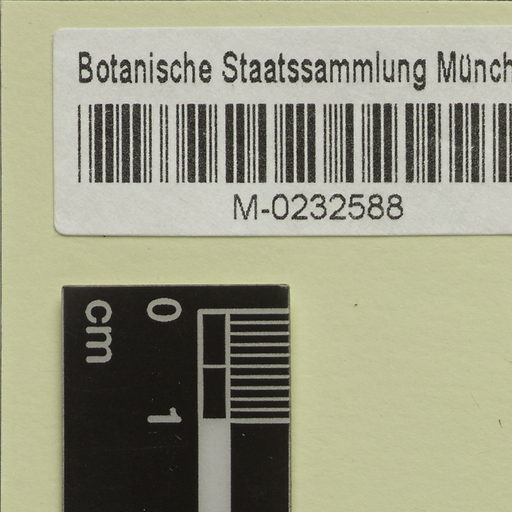 Botanische Staatssammlung Münch
M-0232588
cm
0
1